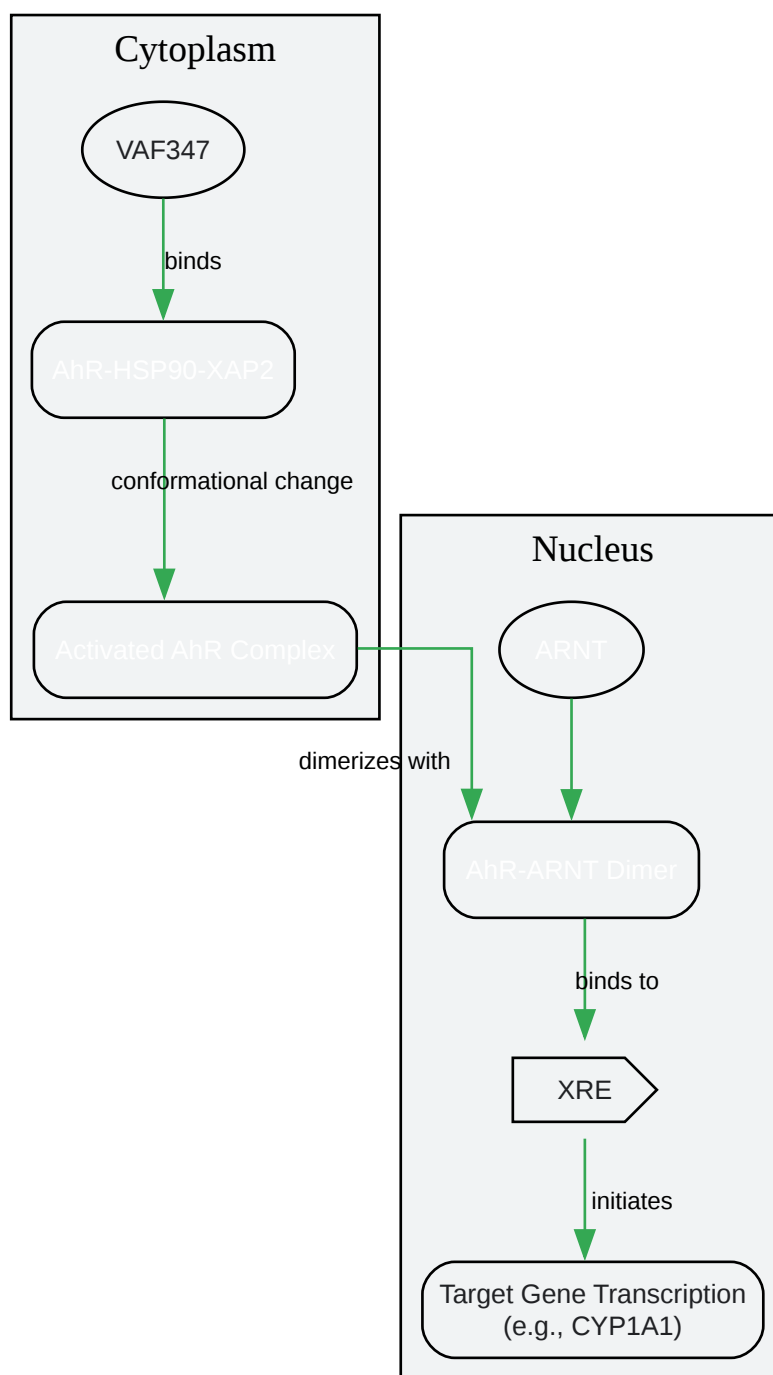 Cytoplasm
VAF347
binds
AhR-HSP90-XAP2
conformational change
Activated AhR Complex
Nucleus
ARNT
dimerizes with
AhR-ARNT Dimer
binds to
XRE
initiates
Target Gene Transcription
(e.g., CYP1A1)